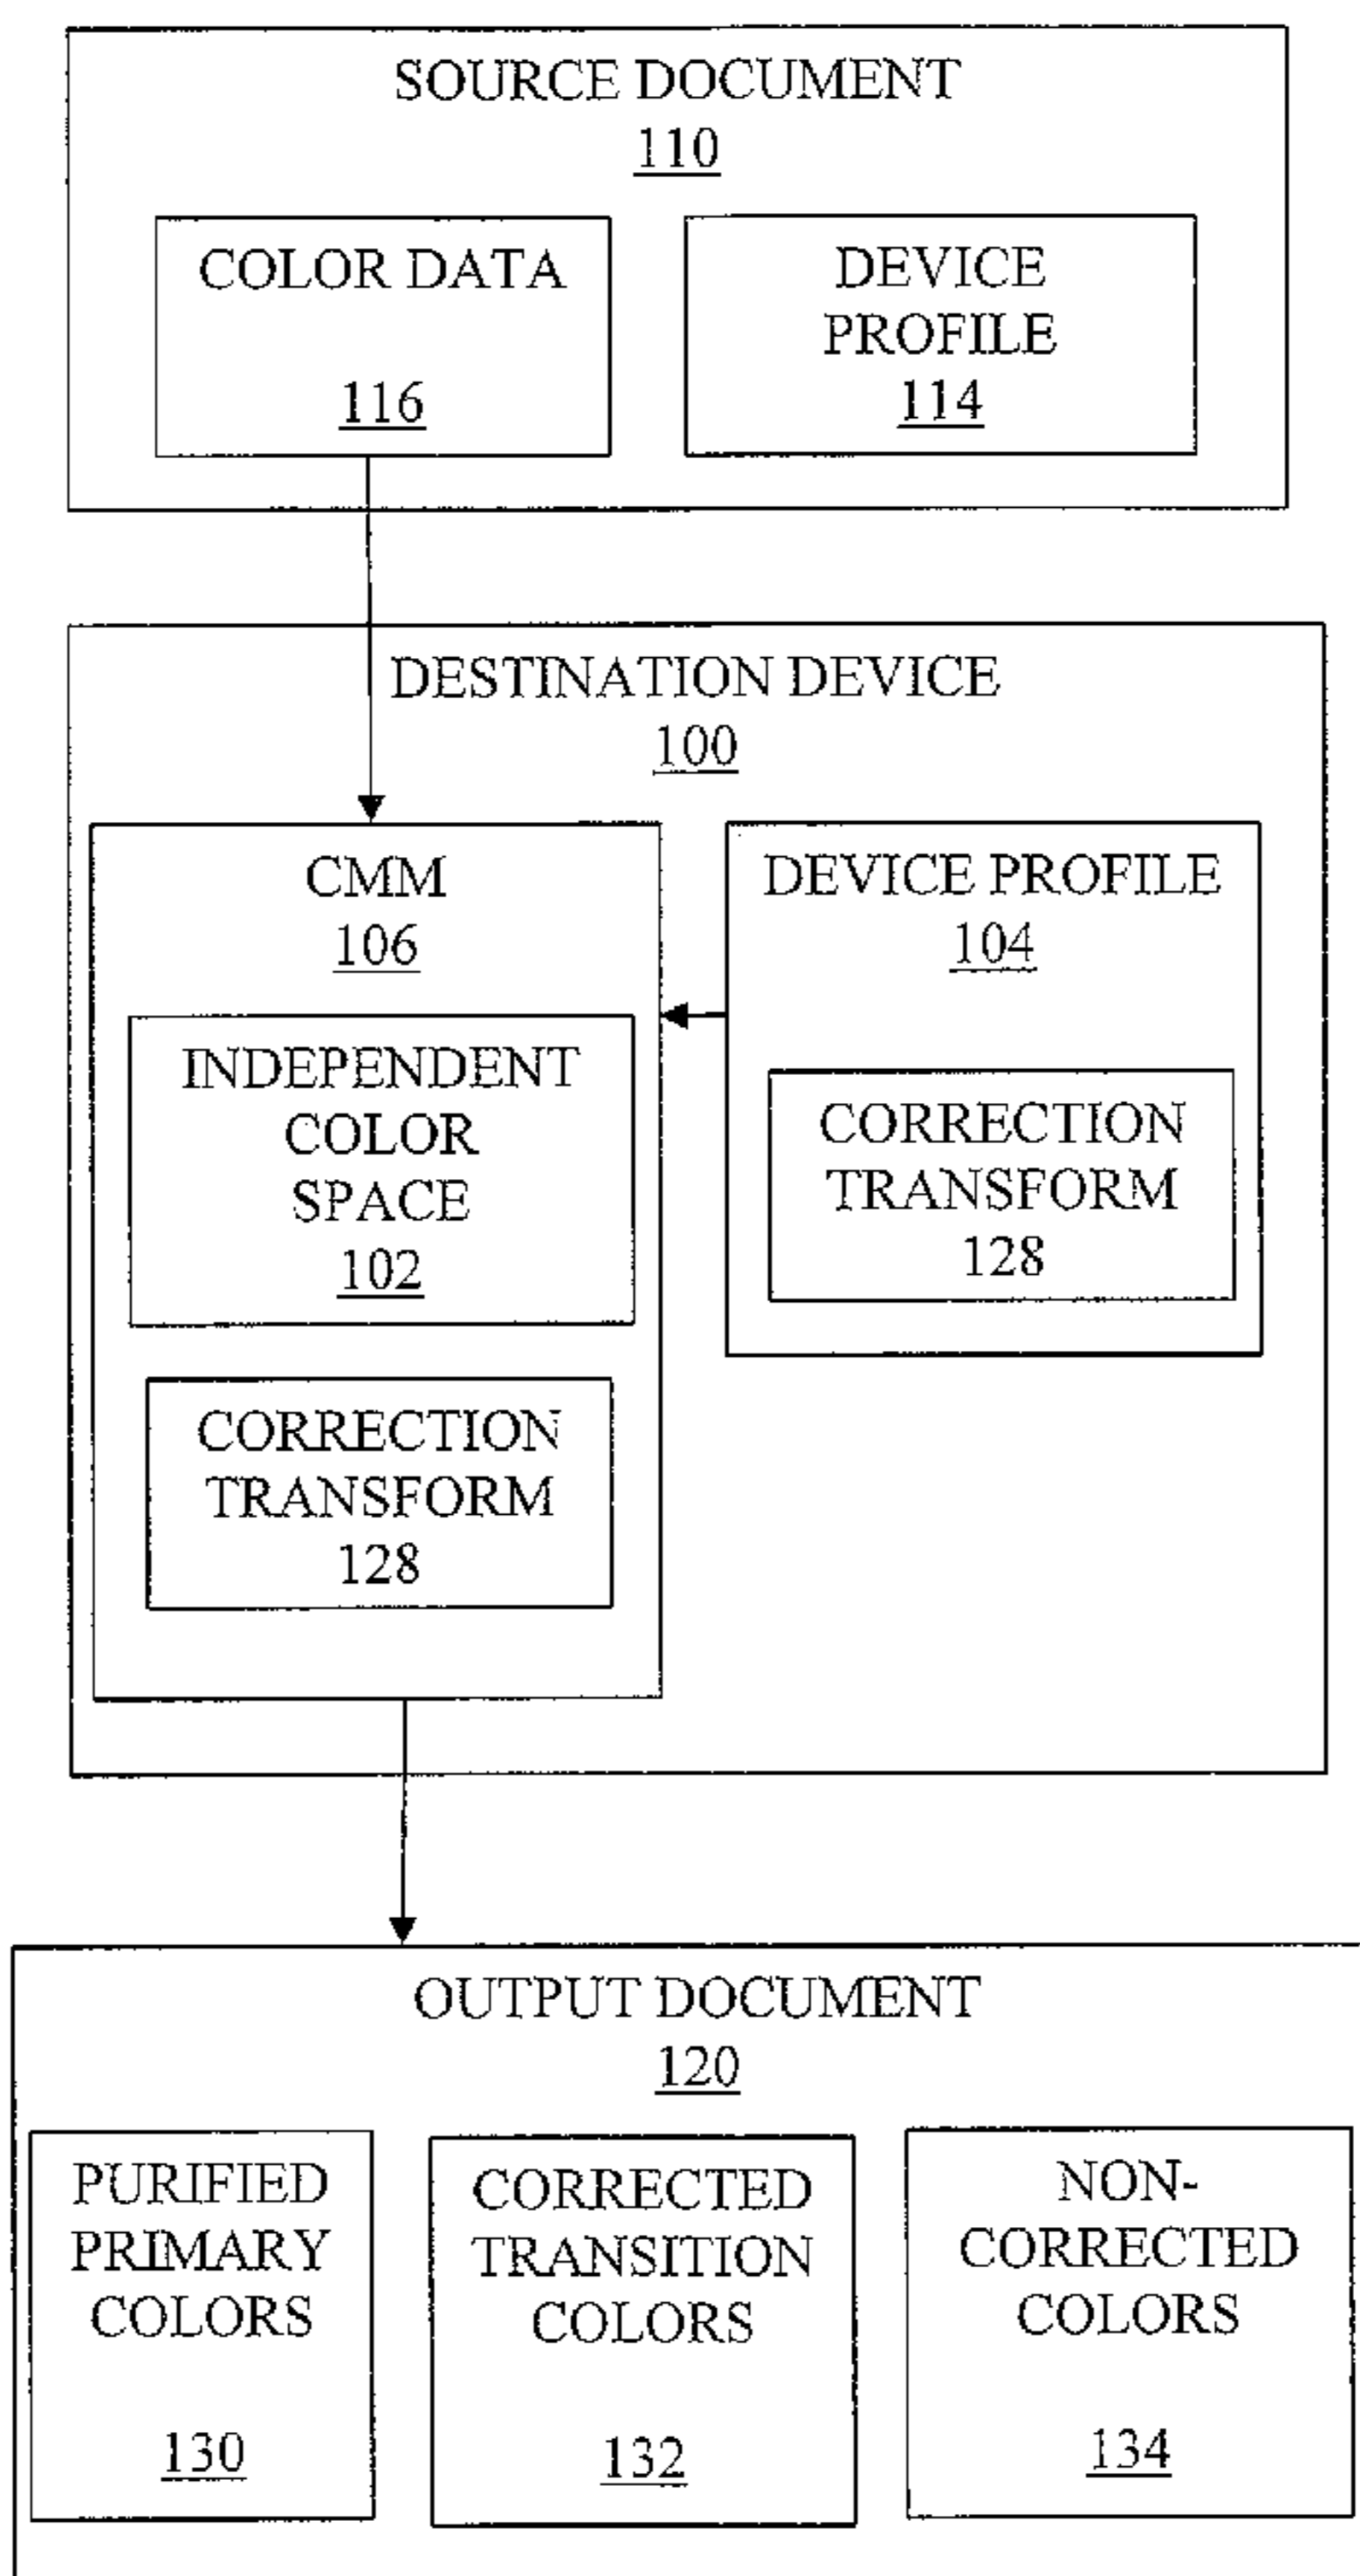 SOURCE DOCUMENT
110
COLOR DATA
116
DEVICE
PROFILE
114
DESTINATION DEVICE
100
CMM
106
INDEPENDENT
COLOR
SPACE
102
CORRECTION
TRANSFORM
128
DEVICE PROFILE
104
CORRECTION
TRANSFORM
128
OUTPUT DOCUMENT
120
PURIFIED
PRIMARY
COLORS
130
CORRECTED
TRANSITION
COLORS
132
NON-
CORRECTED
COLORS
134